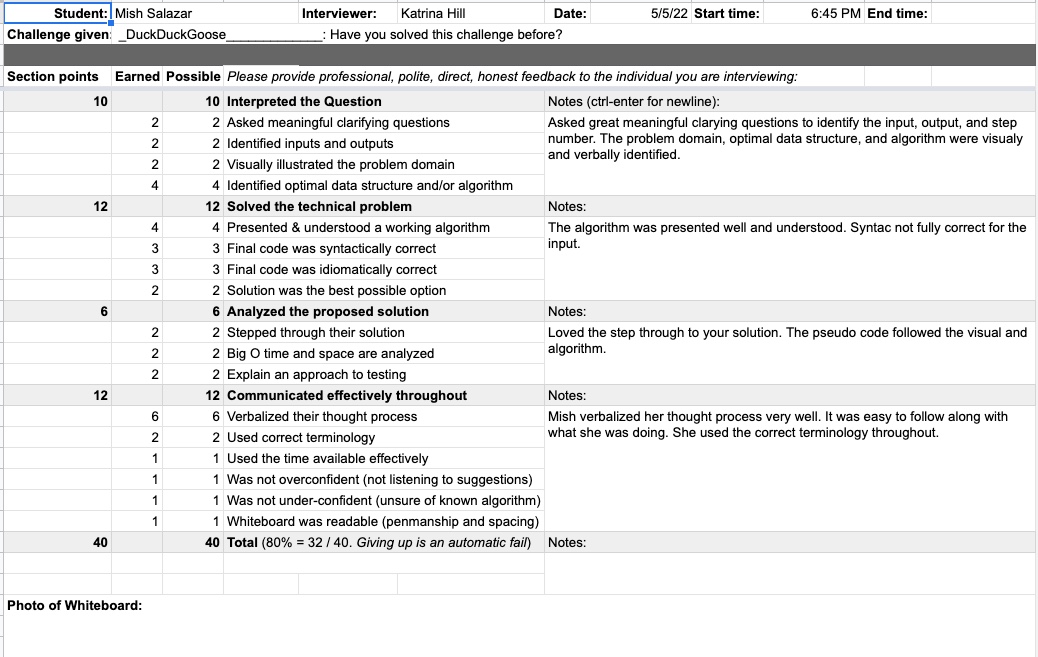 Student: Mish Salazar Interviewer: Katrina Hill Date: 5/5/22 Start time: 6:45 PM End time:
Challenge given: _DuckDuckGoose_____________: Have you solved this challenge before?
Section points Earned Possible Please provide professional, polite, direct, honest feedback to the individual you are interviewing:
10 10 Interpreted the Question Notes (ctrl-enter for newline):
2 2 Asked meaningful clarifying questions Asked great meaningful clarying questions to identify the input, output, and step
2 2 Identified inputs and outputs number. The problem domain, optimal data structure, and algorithm were visualy
2 2 Visually illustrated the problem domain and verbally identified.
4 4 Identified optimal data structure and/or algorithm
12 12 Solved the technical problem Notes:
4 4 Presented & understood a working algorithm The algorithm was presented well and understood. Syntac not fully correct for the
3 3 Final code was syntactically correct input.
3 3 Final code was idiomatically correct
2 2 Solution was the best possible option
6 6 Analyzed the proposed solution Notes:
2 2 Stepped through their solution Loved the step through to your solution. The pseudo code followed the visual and
2 2 Big O time and space are analyzed algorithm.
2 2 Explain an approach to testing
12 12 Communicated effectively throughout Notes:
6 6 Verbalized their thought process Mish verbalized her thought process very well. It was easy to follow along with
2 2 Used correct terminology what she was doing. She used the correct terminology throughout.
1 1 Used the time available effectively
1 1 Was not overconfident (not listening to suggestions)
1 1 Was not under-confident (unsure of known algorithm)
1 1 Whiteboard was readable (penmanship and spacing)
40 40 Total (80% = 32 / 40. Giving up is an automatic fail) Notes:
Photo of Whiteboard: